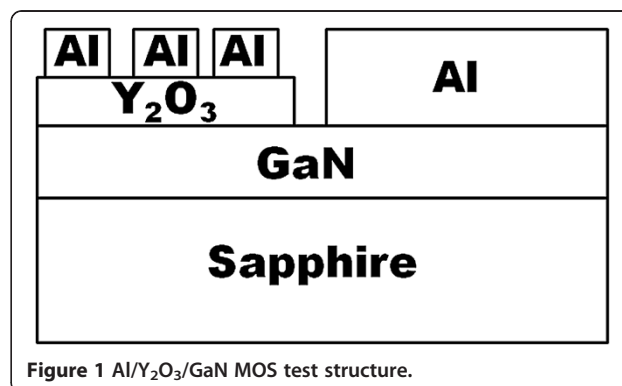 Al Al Al
Al
Y₂O₃
GaN
Sapphire
Figure 1 Al/Y₂O₃/GaN MOS test structure.